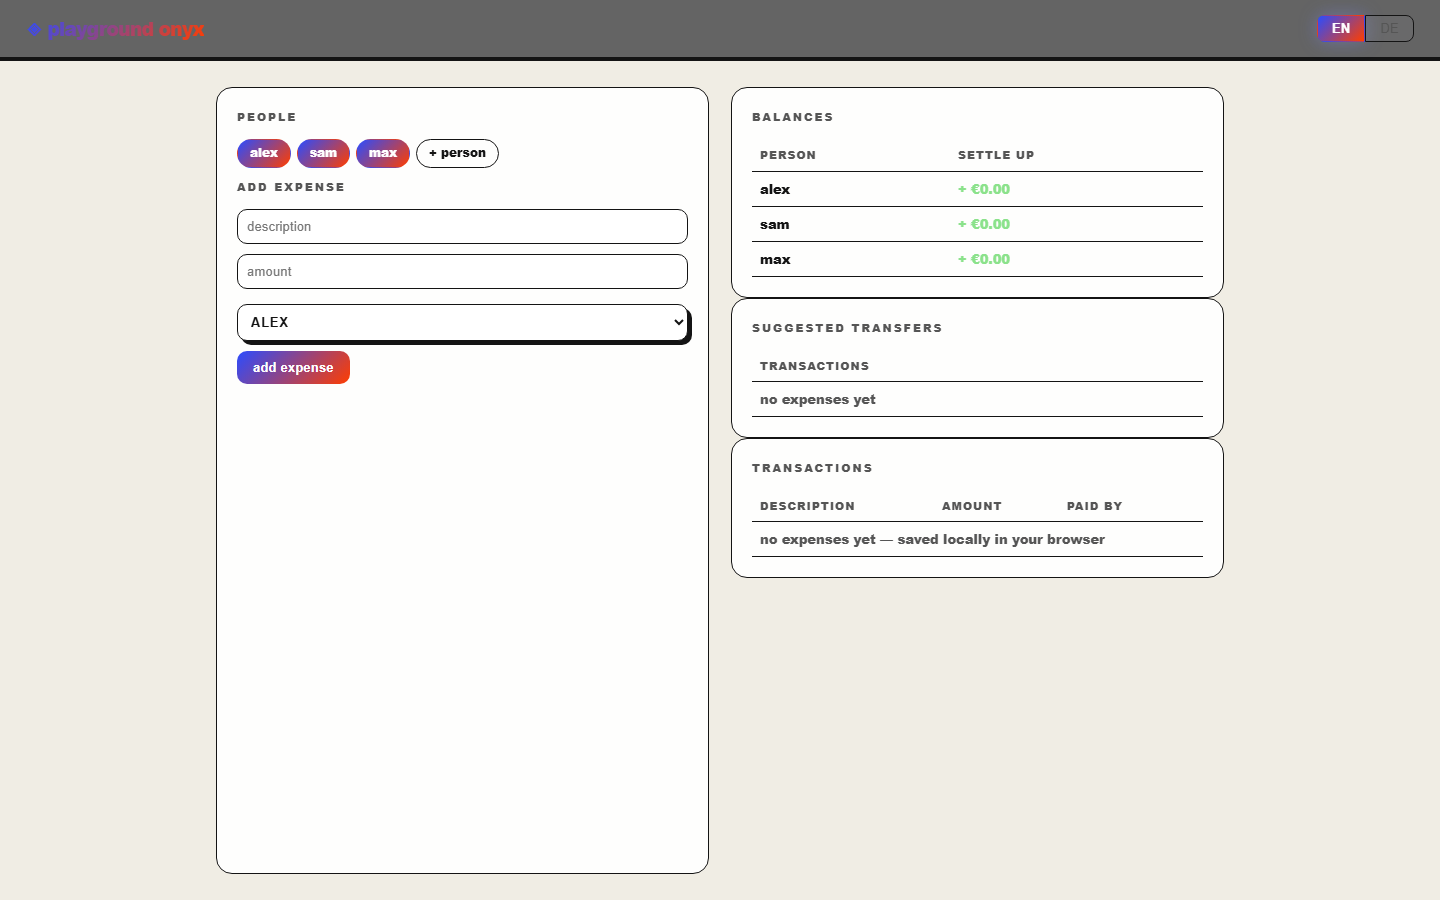 ◈ playground onyx
EN DE
PEOPLE
alex sam max + person
ADD EXPENSE
description
amount
ALEX
add expense
BALANCES
PERSON SETTLE UP
alex + €0.00
sam + €0.00
max + €0.00
SUGGESTED TRANSFERS
TRANSACTIONS
no expenses yet
TRANSACTIONS
DESCRIPTION AMOUNT PAID BY
no expenses yet — saved locally in your browser